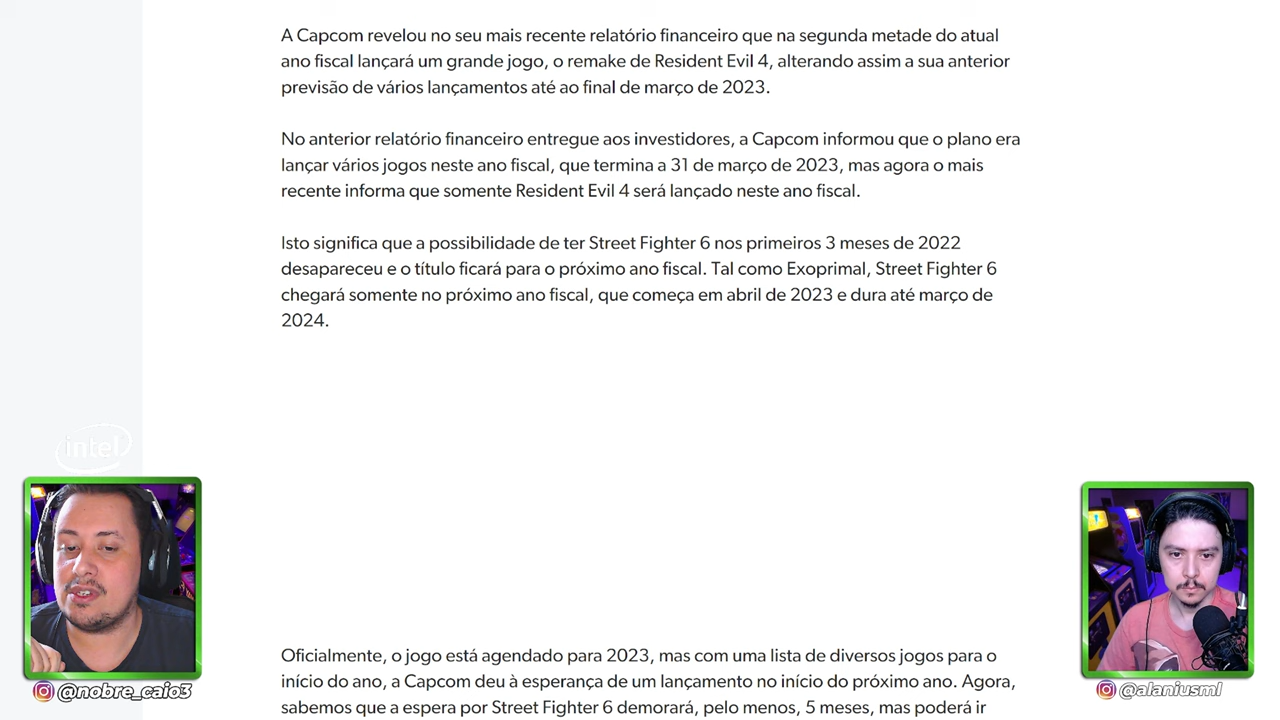 A Capcom revelou no seu mais recente relatório financeiro que na segunda metade do atual
ano fiscal lançará um grande jogo, o remake de Resident Evil 4, alterando assim a sua anterior
previsão de vários lançamentos até ao final de março de 2023.
No anterior relatório financeiro entregue aos investidores, a Capcom informou que o plano era
lançar vários jogos neste ano fiscal, que termina a 31 de março de 2023, mas agora o mais
recente informa que somente Resident Evil 4 será lançado neste ano fiscal.
Isto significa que a possibilidade de ter Street Fighter 6 nos primeiros 3 meses de 2022
desapareceu e o título ficará para o próximo ano fiscal. Tal como Exoprimal, Street Fighter 6
chegará somente no próximo ano fiscal, que começa em abril de 2023 e dura até março de
2024.
intel
Oficialmente, o jogo está agendado para 2023, mas com uma lista de diversos jogos para o
início do ano, a Capcom deu à esperança de um lançamento no início do próximo ano. Agora,
sabemos que a espera por Street Fighter 6 demorará, pelo menos, 5 meses, mas poderá ir
@nobre_caio3
@alaniusml